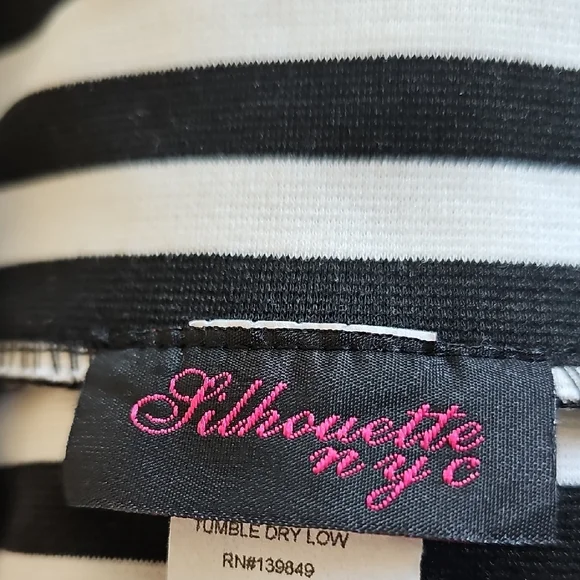 Silhouette
nyc
TUMBLE DRY LOW
RN#139849